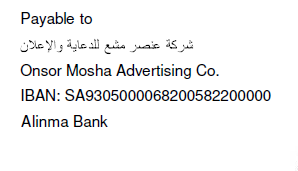 Payable to
شركة عنصر مشع للدعاية والإعلان
Onsor Mosha Advertising Co.
IBAN: SA9305000068200582200000
Alinma Bank